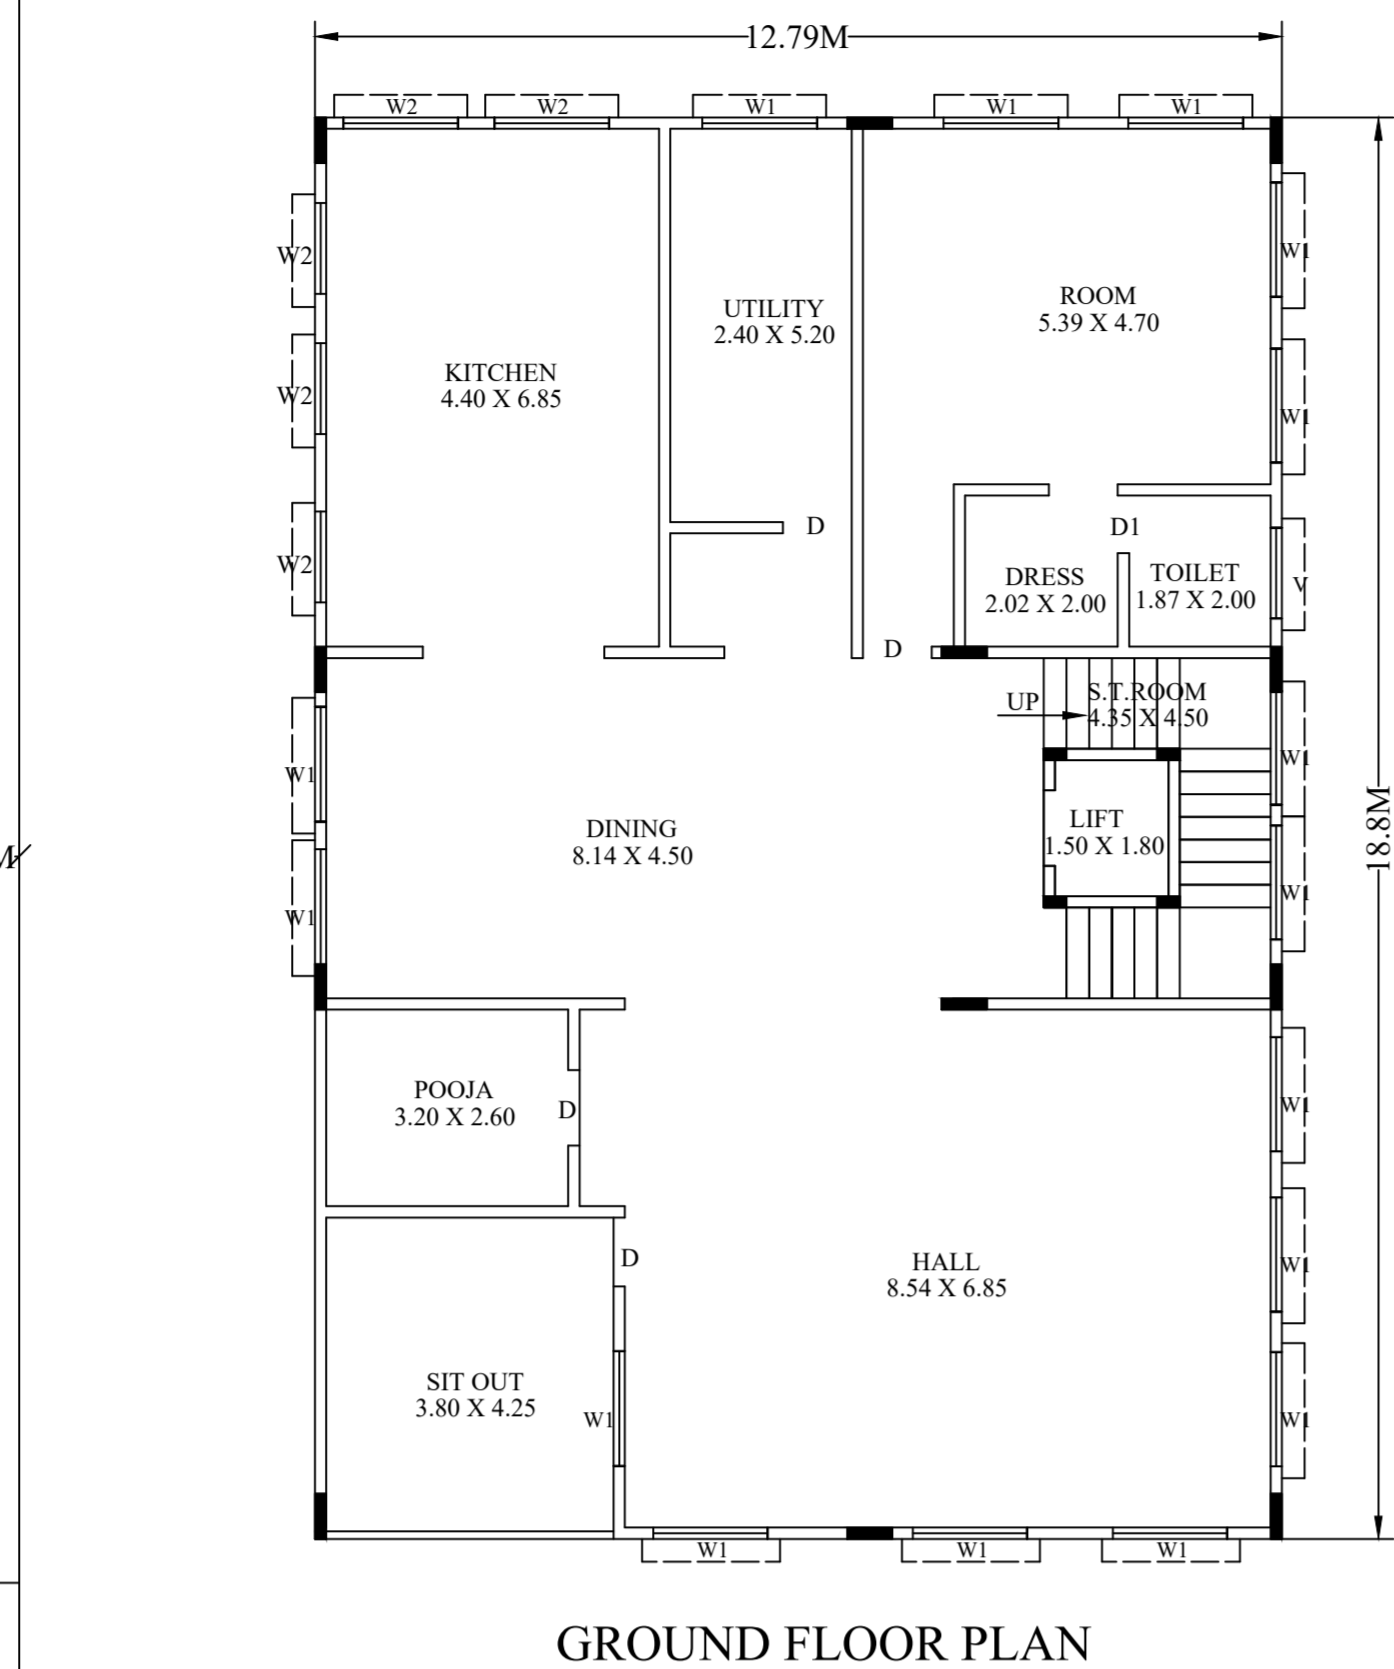 12.79M
W2 W2 W1 W1 W1
W2
W1
ROOM
5.39 X 4.70
UTILITY
2.40 X 5.20
KITCHEN
4.40 X 6.85
W2
W1
D
D1
W2
DRESS
2.02 X 2.00
TOILET
1.87 X 2.00
V
D
UP
S.T.ROOM
4.35 X 4.50
W1
W1
LIFT
1.50 X 1.80
DINING
8.14 X 4.50
18.8M
M
W1
W1
POOJA
3.20 X 2.60
D
W1
D
HALL
8.54 X 6.85
W1
SIT OUT
3.80 X 4.25
W1
W1
W1 W1 W1
GROUND FLOOR PLAN